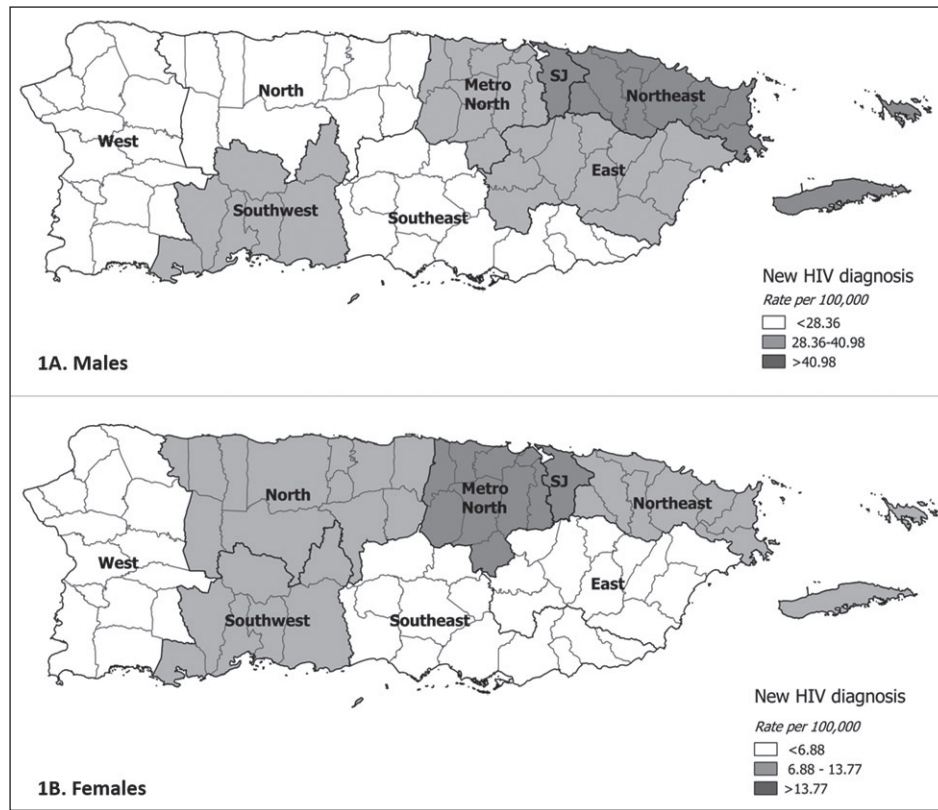 North
Metro
North
SJ
Northeast
West
East
Southwest
Southeast
New HIV diagnosis
Rate per 100,000
<28.36
28.36-40.98
>40.98
1A. Males
North
Metro
North
SJ
Northeast
West
East
Southwest
Southeast
New HIV diagnosis
Rate per 100,000
<6.88
6.88 - 13.77
>13.77
1B. Females